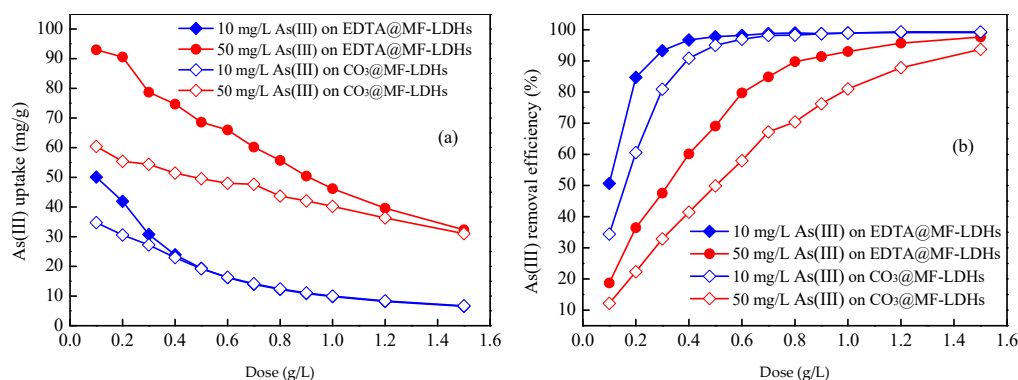 100
90
80
70
60
50
40
30
20
10
0
As(III) uptake (mg/g)
10 mg/L As(III) on EDTA@MF-LDHs
50 mg/L As(III) on EDTA@MF-LDHs
10 mg/L As(III) on CO₃@MF-LDHs
50 mg/L As(III) on CO₃@MF-LDHs
(a)
0.0 0.2 0.4 0.6 0.8 1.0 1.2 1.4 1.6
Dose (g/L)
100
90
80
70
60
50
40
30
20
10
As(III) removal efficiency (%)
(b)
10 mg/L As(III) on EDTA@MF-LDHs
50 mg/L As(III) on EDTA@MF-LDHs
10 mg/L As(III) on CO₃@MF-LDHs
50 mg/L As(III) on CO₃@MF-LDHs
0.0 0.2 0.4 0.6 0.8 1.0 1.2 1.4 1.6
Dose (g/L)